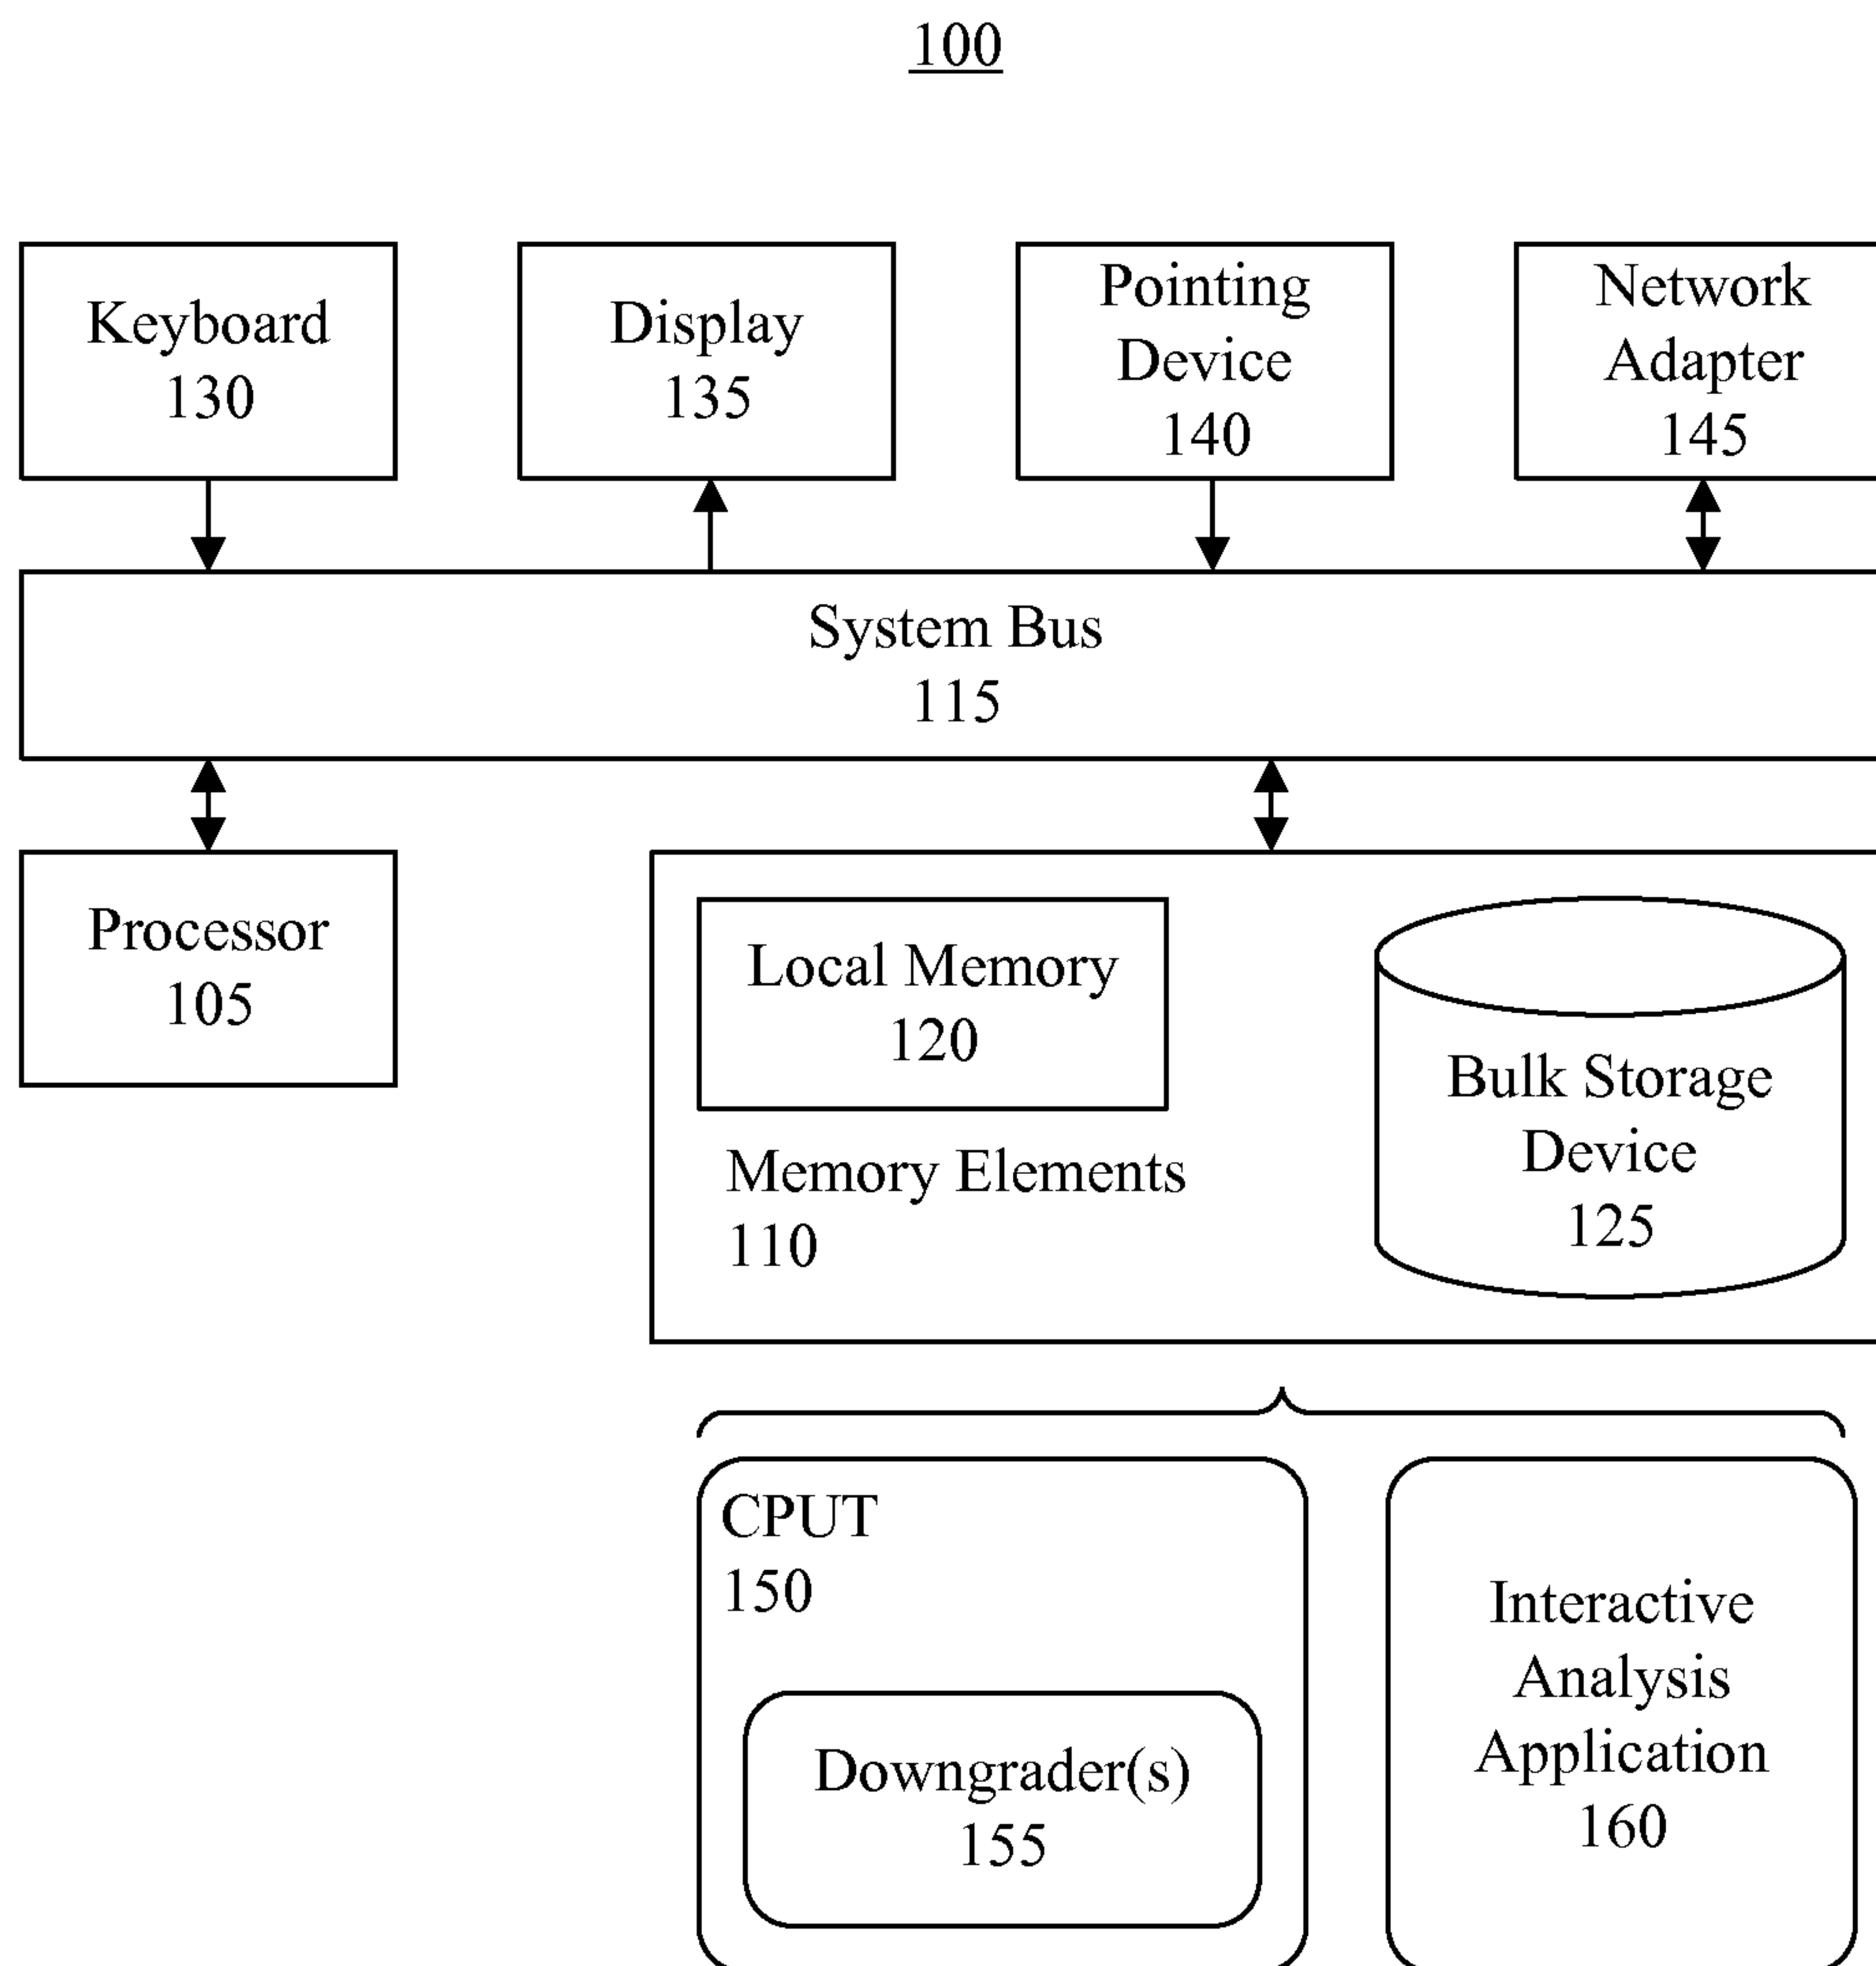 100
Keyboard
130
Display
135
Pointing
Device
140
Network
Adapter
145
System Bus
115
Processor
105
Local Memory
120
Memory Elements
110
Bulk Storage
Device
125
CPUT
150
Downgrader(s)
155
Interactive
Analysis
Application
160